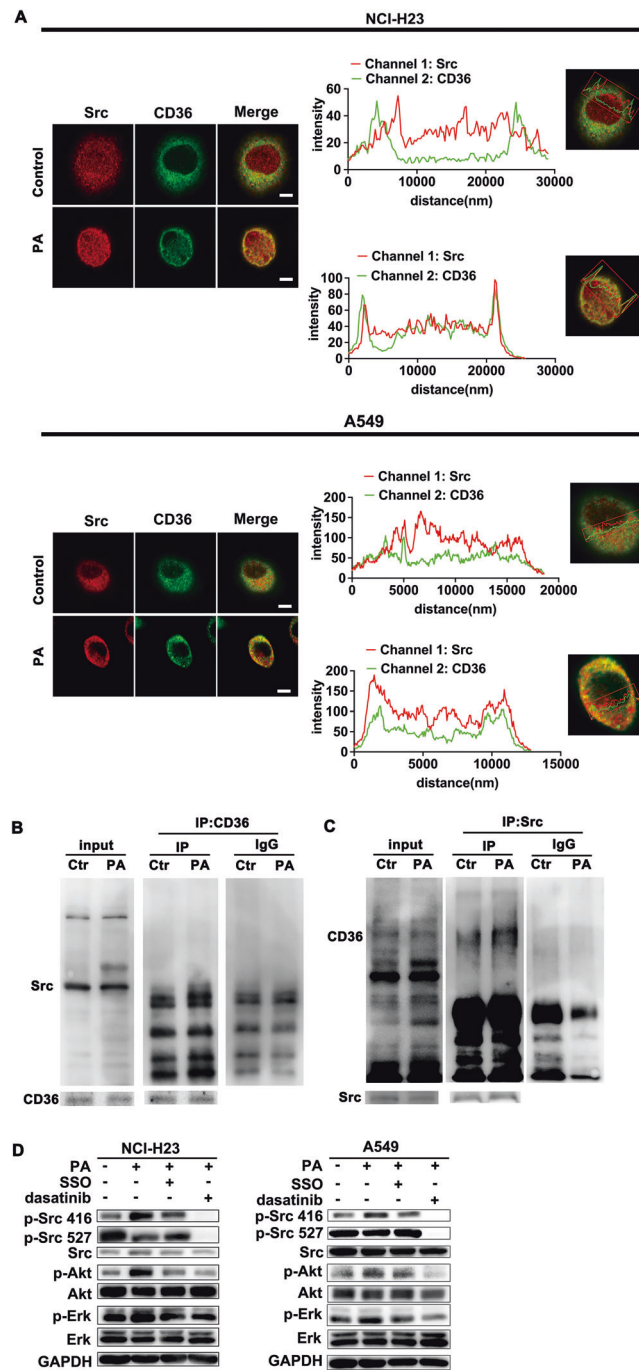 A
NCI-H23
Src CD36 Merge
Control
PA
Channel 1: Src
Channel 2: CD36
intensity
60
40
20
0
0 10000 20000 30000
distance(nm)
Channel 1: Src
Channel 2: CD36
intensity
150
100
50
0
0 10000 20000 30000
distance(nm)
A549
Src CD36 Merge
Control
PA
Channel 1: Src
Channel 2: CD36
intensity
200
150
100
50
0
0 5000 10000 15000 20000
distance(nm)
Channel 1: Src
Channel 2: CD36
intensity
200
150
100
50
0
0 5000 10000 15000
distance(nm)
B
IP:CD36
input IP IgG
Ctr PA Ctr PA Ctr PA
Src
CD36
C
IP:Src
input IP IgG
Ctr PA Ctr PA Ctr PA
CD36
Src
D
NCI-H23
PA - + + +
SSO +
dasatinib +
p-Src 416
p-Src 527
Src
p-Akt
Akt
p-Erk
Erk
GAPDH
A549
PA - + + +
SSO - - + -
dasatinib - - - +
p-Src 416
p-Src 527
Src
p-Akt
Akt
p-Erk
Erk
GAPDH